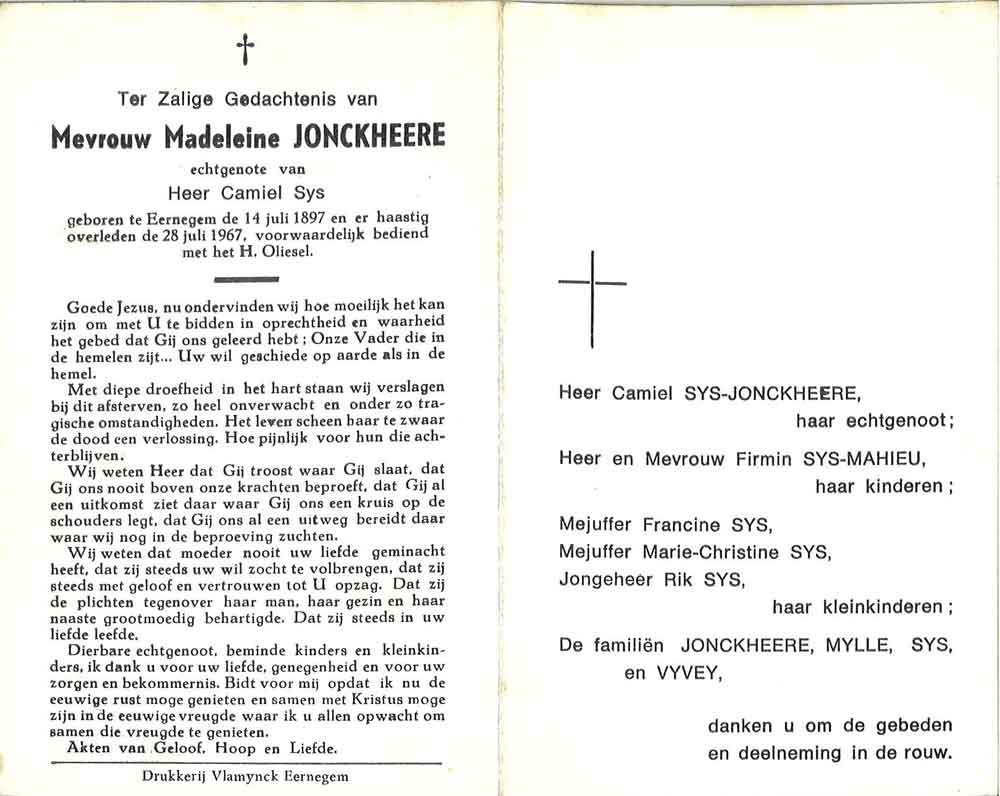 Ter Zalige Gedachtenis van
Mevrouw Madeleine JONCKHEERE
echtgenote van
Heer Camiel Sys
geboren te Eernegem de 14 juli 1897 en er haastig
overleden de 28 juli 1967, voorwaardelijk bediend
met het H. Oliesel.
Goede Jezus, nu ondervinden wij hoe moeilijk het kan
zijn om met U te bidden in oprechtheid en waarheid
het gebed dat Gij ons geleerd hebt ; Onze Vader die in
de hemelen zijt... Uw wil geschiede op aarde als in de
hemel.
Met diepe droefheid in het hart staan wij verslagen
bij dit afsterven, zo heel onverwacht en onder zo tra-
gische omstandigheden. Het leven scheen haar te zwaar
de dood een verlossing. Hoe pijnlijk voor hun die ach-
terblijven.
Wij weten Heer dat Gij troost waar Gij slaat, dat
Gij ons nooit boven onze krachten beproeft, dat Gij al
een uitkomst ziet daar waar Gij ons een kruis op de
schouders legt, dat Gij ons al een uitweg bereidt daar
waar wij nog in de beproeving zuchten.
Wij weten dat moeder nooit uw liefde geminacht
heeft, dat zij steeds uw wil zocht te volbrengen, dat zij
steeds met geloof en vertrouwen tot U opzag. Dat zij
de plichten tegenover haar man, haar gezin en haar
naaste grootmoedig behartigde. Dat zij steeds in uw
liefde leefde.
Dierbare echtgenoot, beminde kinders en kleinkin-
ders, ik dank u voor uw liefde, genegenheid en voor uw
zorgen en bekommernis. Bidt voor mij opdat ik nu de
eeuwige rust moge genieten en samen met Kristus moge
zijn in de eeuwige vreugde waar ik u allen opwacht om
samen die vreugde te genieten.
Akten van Geloof, Hoop en Liefde.
Drukkerij Vlamynck Eernegem
Heer Camiel SYS-JONCKHEERE,
haar echtgenoot ;
Heer en Mevrouw Firmin SYS-MAHIEU,
haar kinderen ;
Mejuffer Francine SYS,
Mejuffer Marie-Christine SYS,
Jongeheer Rik SYS,
haar kleinkinderen ;
De familiën JONCKHEERE, MYLLE, SYS,
en VYVEY,
danken u om de gebeden
en deelneming in de rouw.